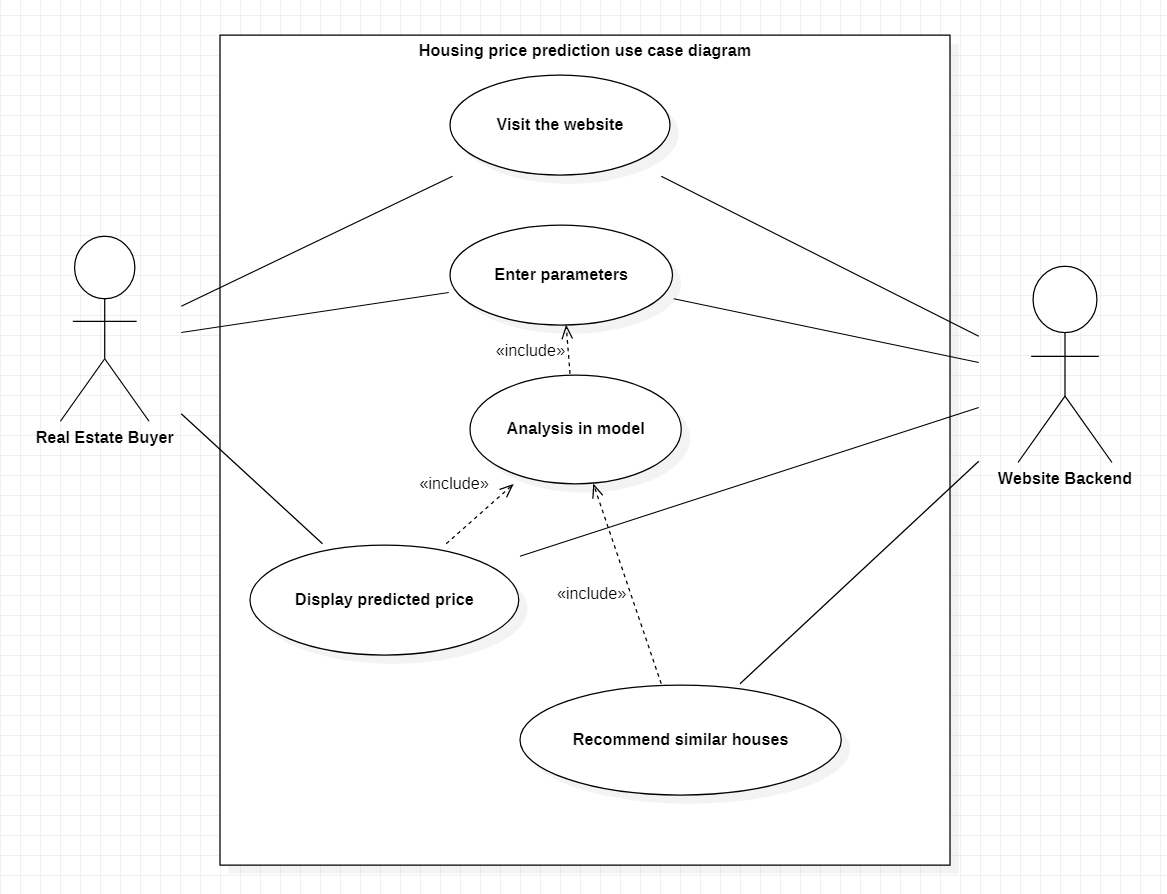 Housing price prediction use case diagram
Visit the website
Enter parameters
«include»
Analysis in model
Real Estate Buyer
Website Backend
«include»
«include»
Display predicted price
Recommend similar houses